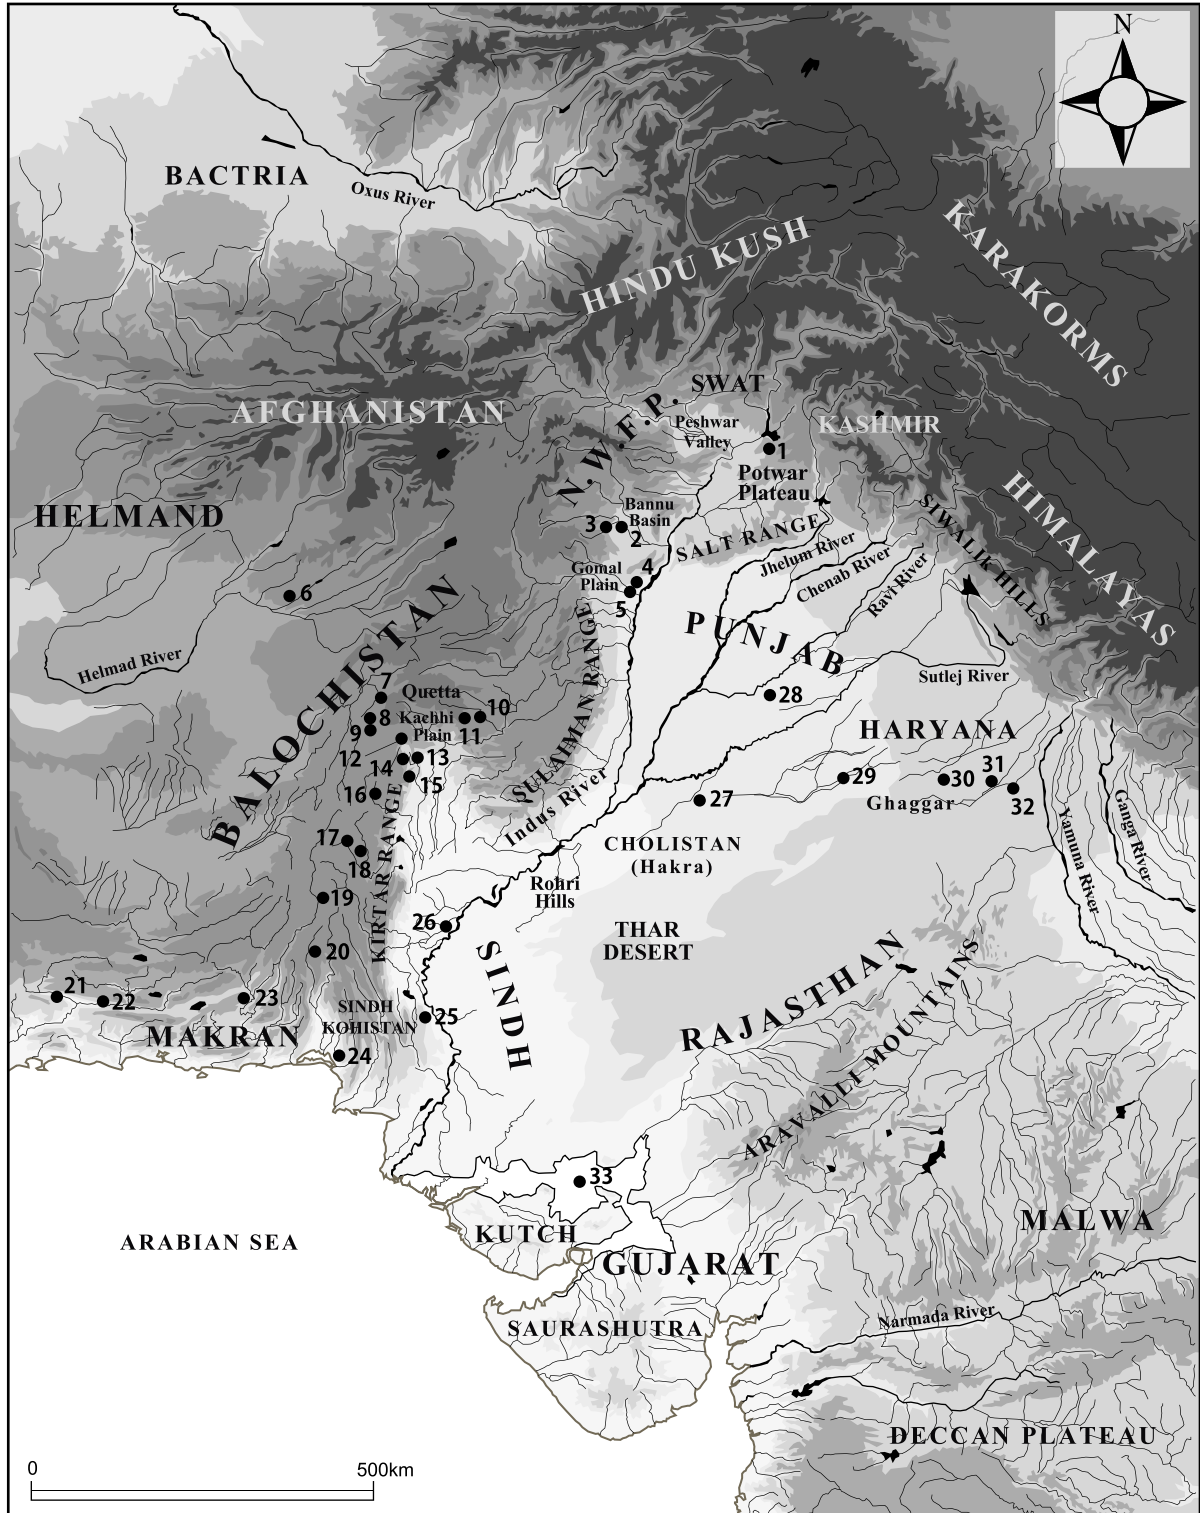 N
BACTRIA
Oxus River
HINDU KUSH
KARAKORMS
SWAT
AFGHANISTAN
N.W.F.P.
Peshwar
Valley
KASHMIR
1
Potwar
Plateau
HELMAND
HIMALAYAS
SIWALIK HILLS
Bannu
Basin
3
2
SALT RANGE
Jhelum River
Chenab River
Ravi River
Gomal
Plain
4
5
6
PUNJAB
BALOCHISTAN
Helmad River
SULAIMAN RANGE
Sutlej River
7
Quetta
28
8
Kachhi
Plain
10
9
11
HARYANA
12
13
14
15
16
Indus River
29
30
31
32
Ghaggar
27
Yamuna River
Ganga River
17
18
KIRTAR RANGE
CHOLISTAN
(Hakra)
Rohri
Hills
19
26
THAR
DESERT
20
SINDH
RAJASTHAN
ARAVALLI MOUNTAINS
21
22
23
SINDH
KOHISTAN
25
MAKRAN
24
33
KUTCH
MALWA
ARABIAN SEA
GUJARAT
Narmada River
SAURASHUTRA
DECCAN PLATEAU
0
500km